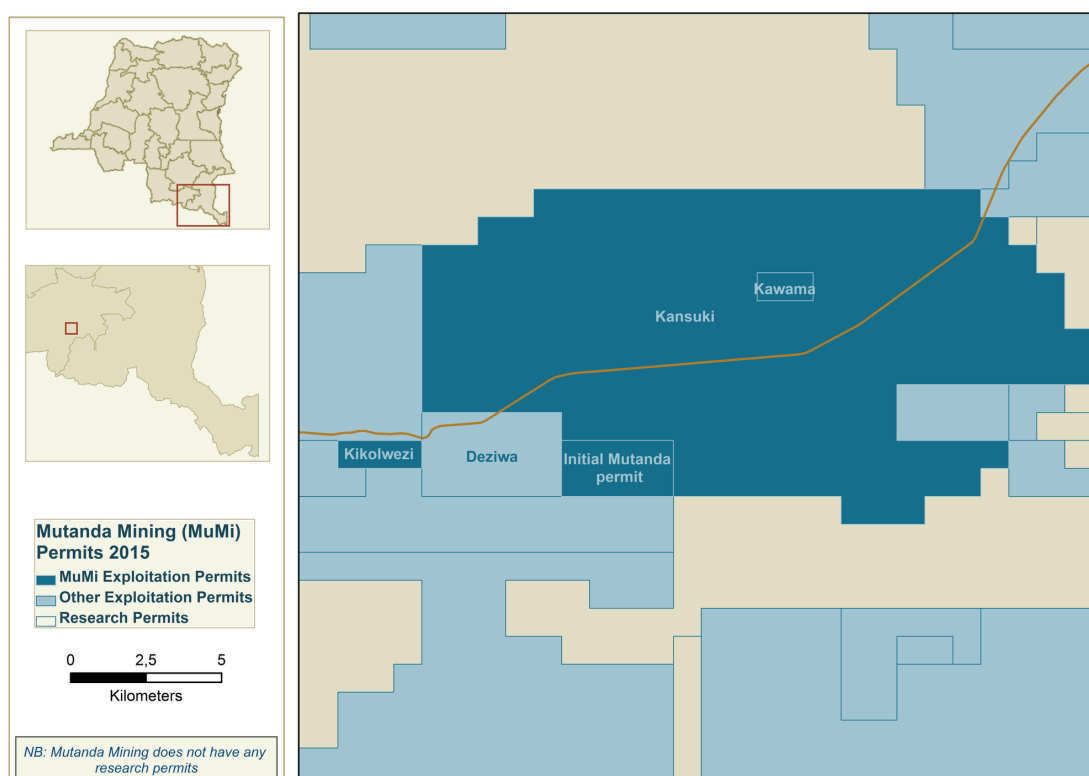 Kawama
Kansuki
Kikolwezi
Deziwa
Initial Mutanda
permit
Mutanda Mining (MuMi)
Permits 2015
MuMi Exploitation Permits
Other Exploitation Permits
Research Permits
0 2,5 5
Kilometers
NB: Mutanda Mining does not have any
research permits